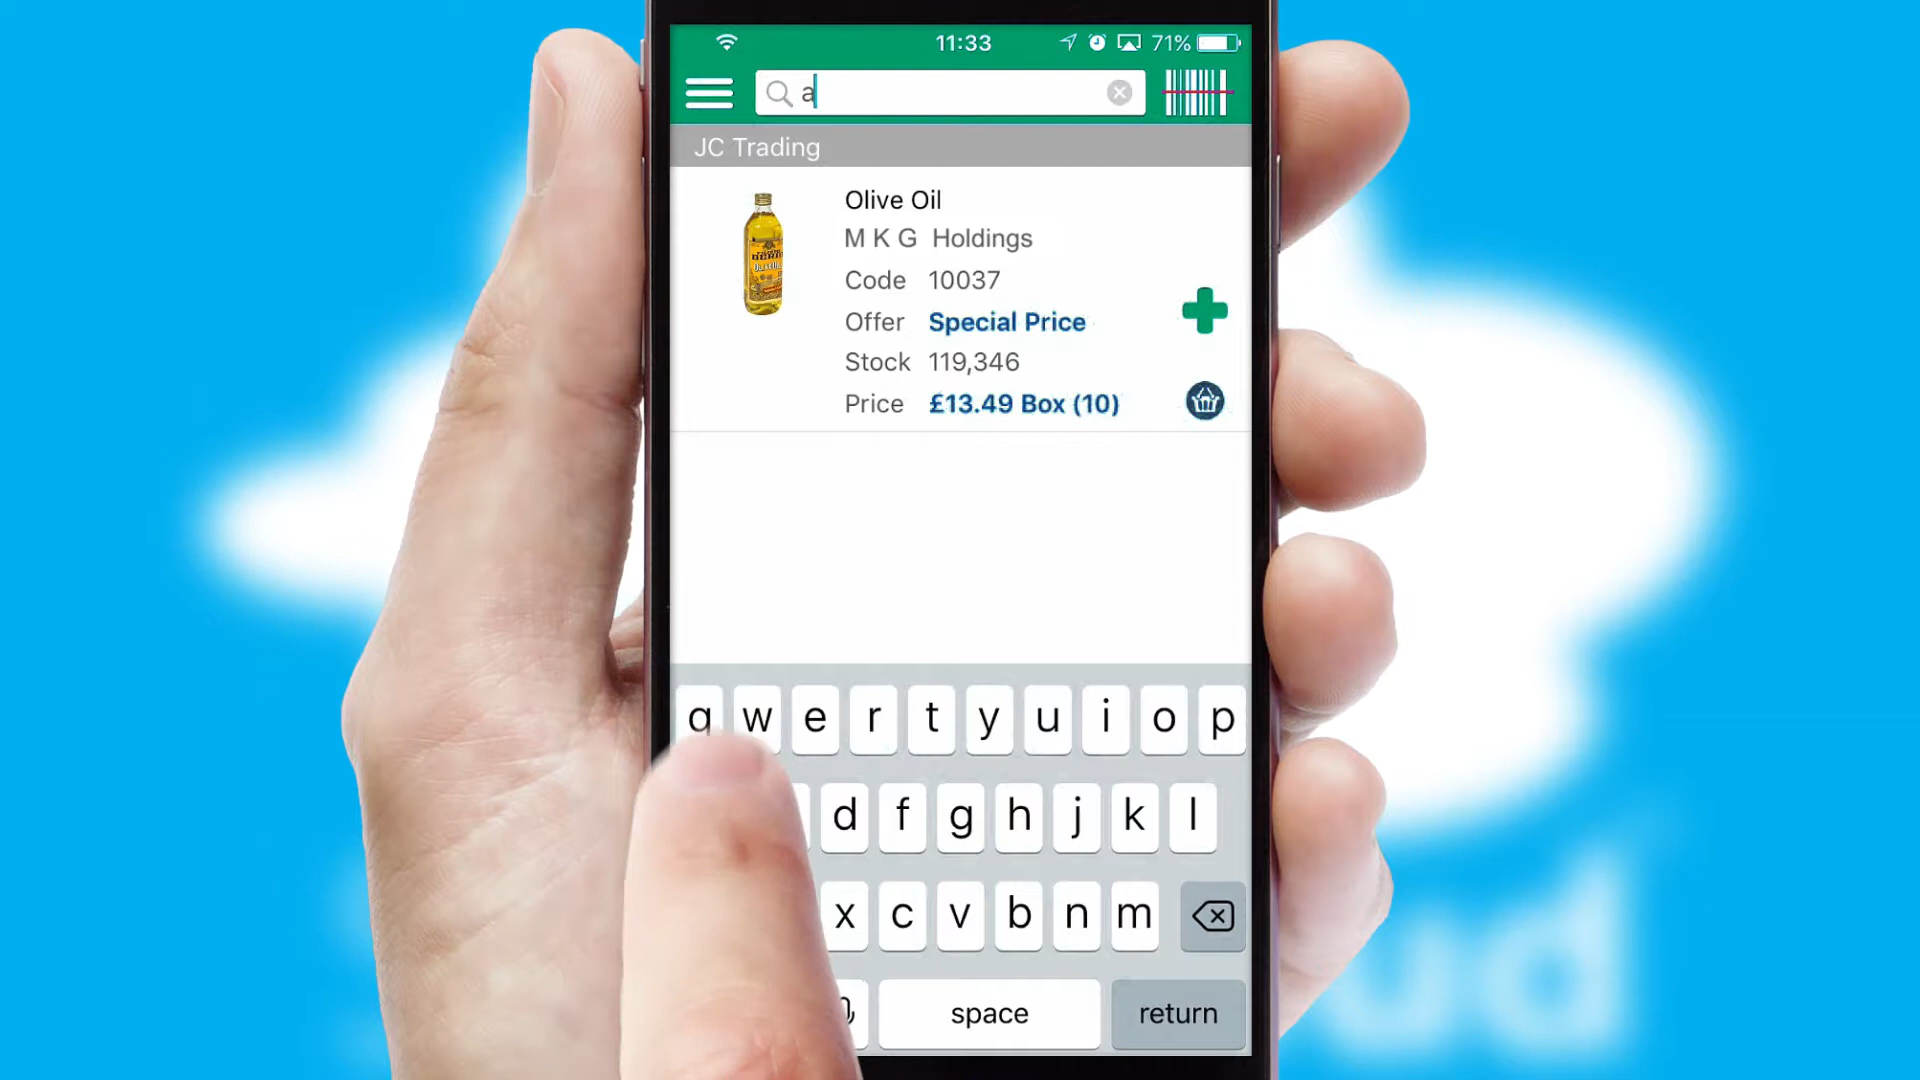 11:33
71%
a
JC Trading
Olive Oil
M K G Holdings
Code 10037
Offer Special Price
Stock 119,346
Price £13.49 Box (10)
q w e r t y u i o p
d f g h j k l
x c v b n m
space return
ud